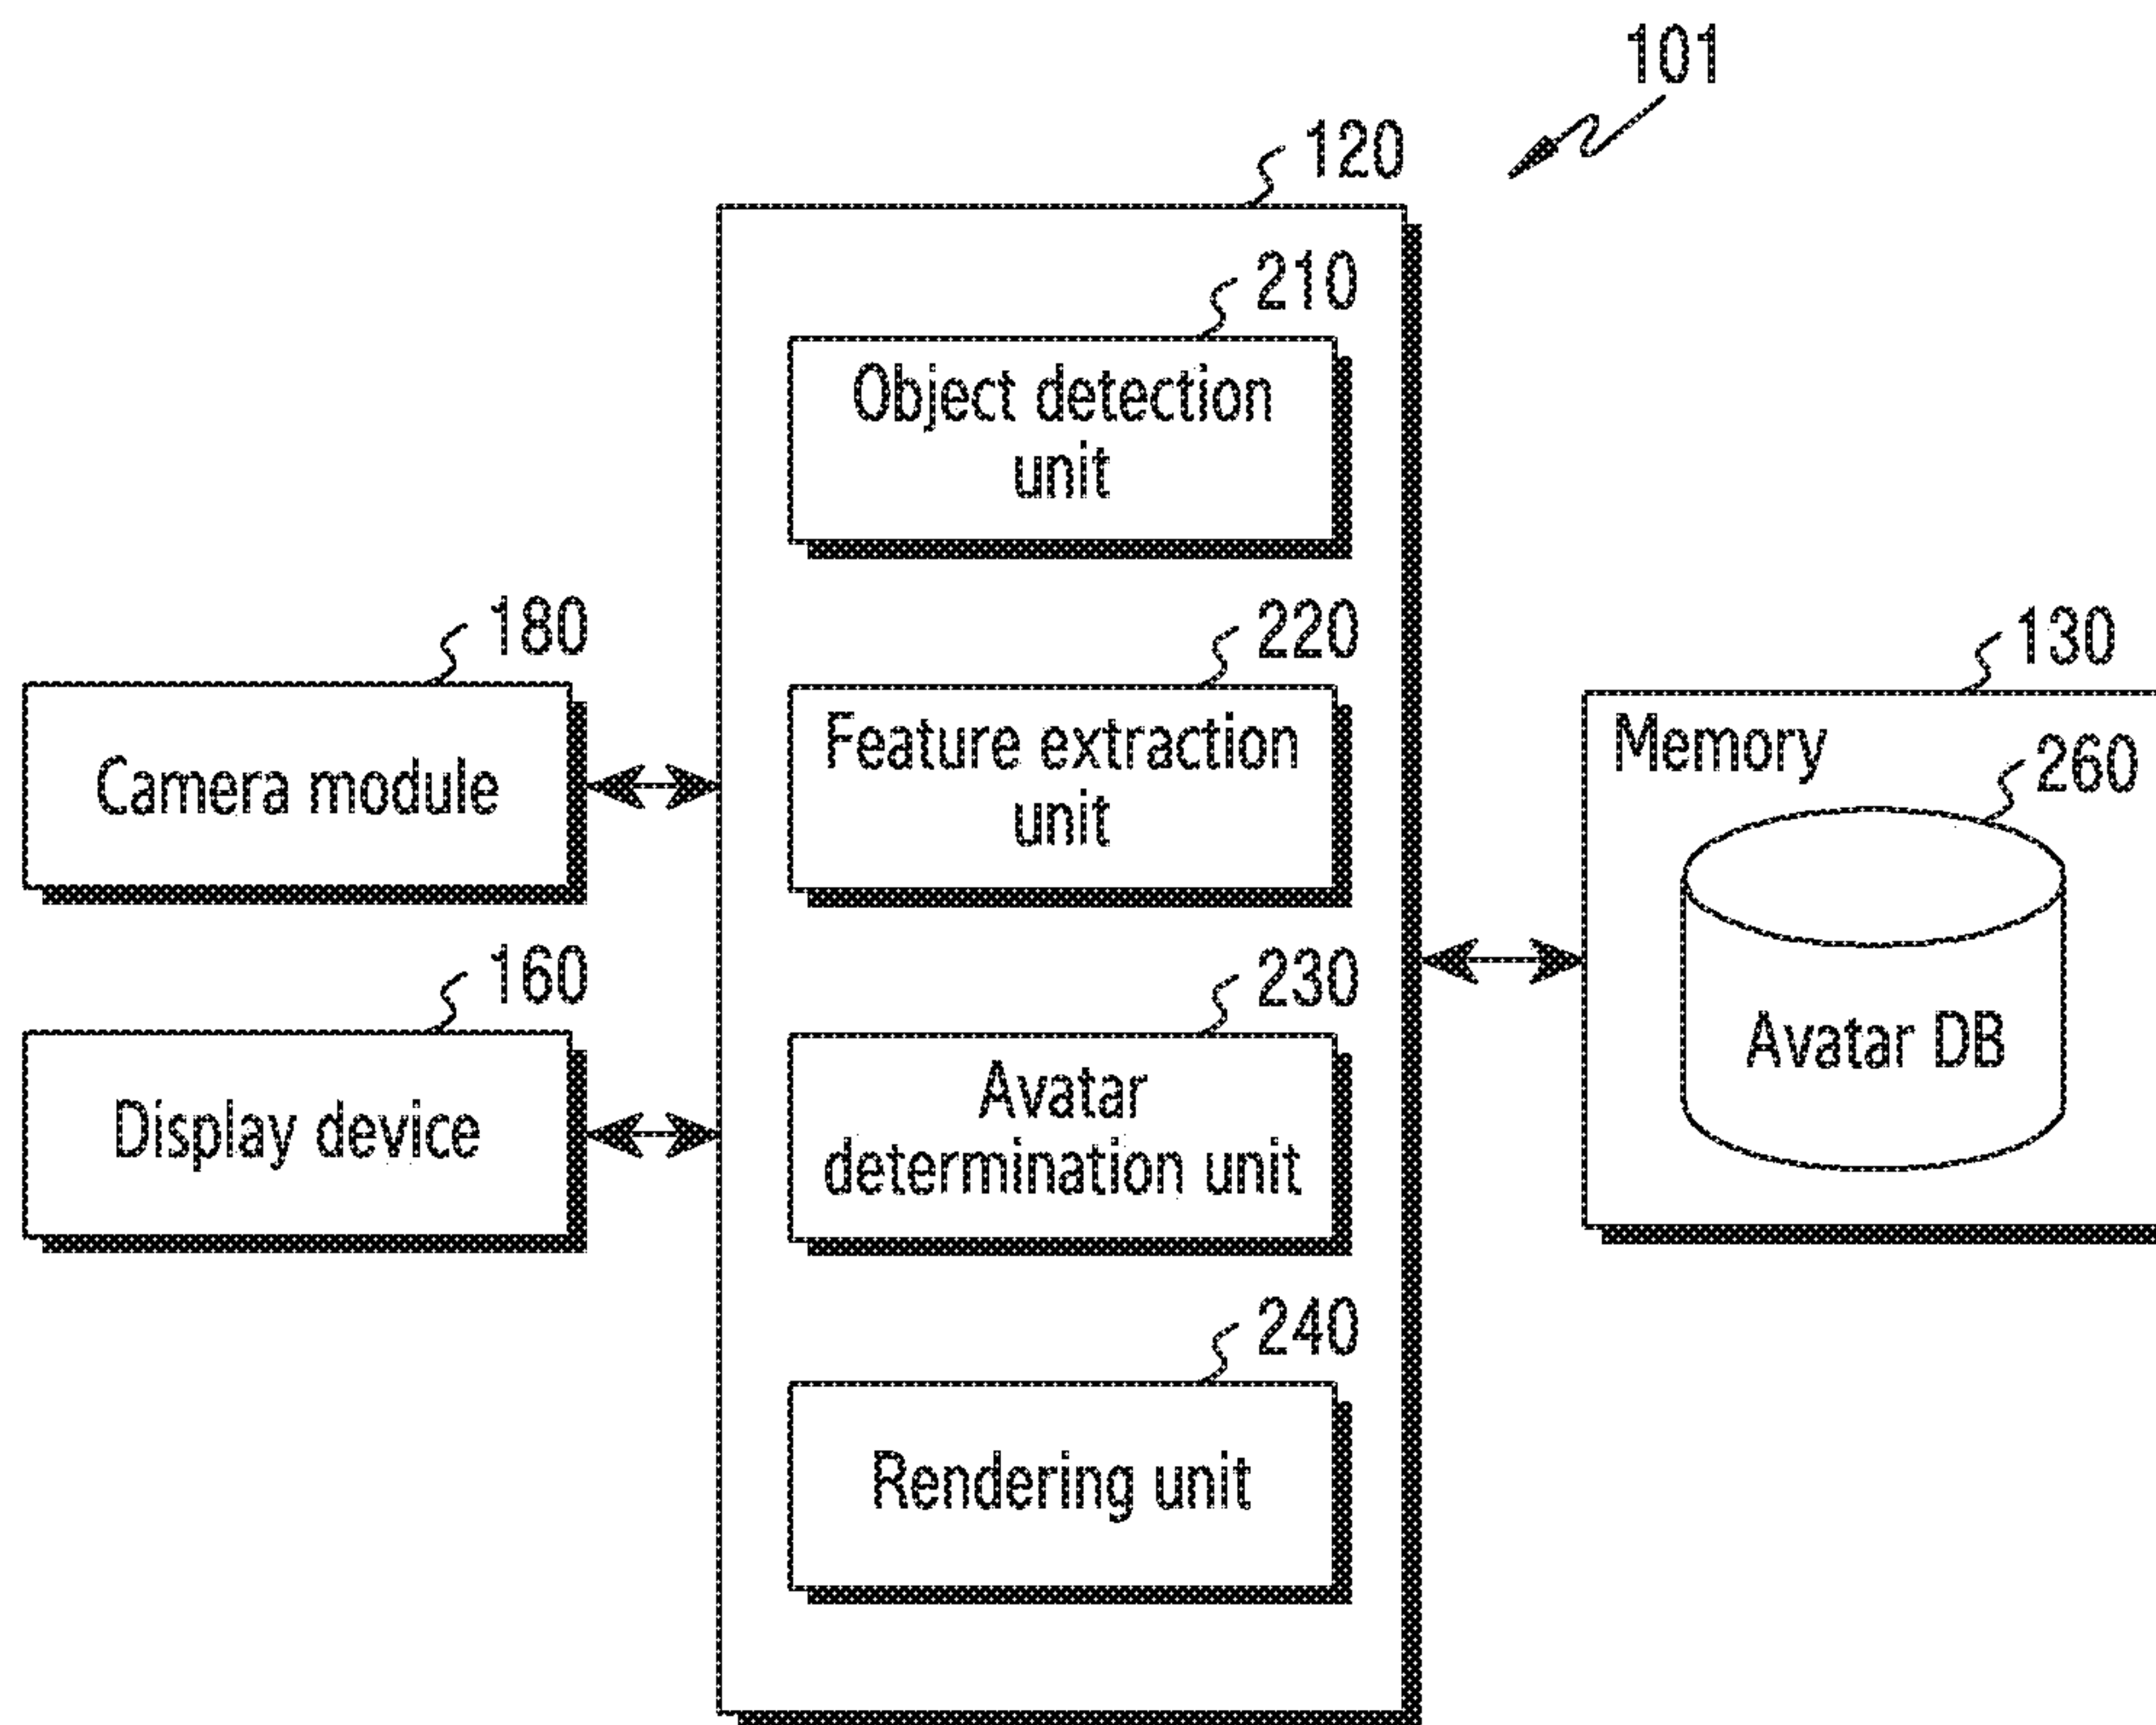 101
120
210
Object detection
unit
180
Camera module
220
Feature extraction
unit
130
Memory
260
Avatar DB
160
Display device
230
Avatar
determination unit
240
Rendering unit